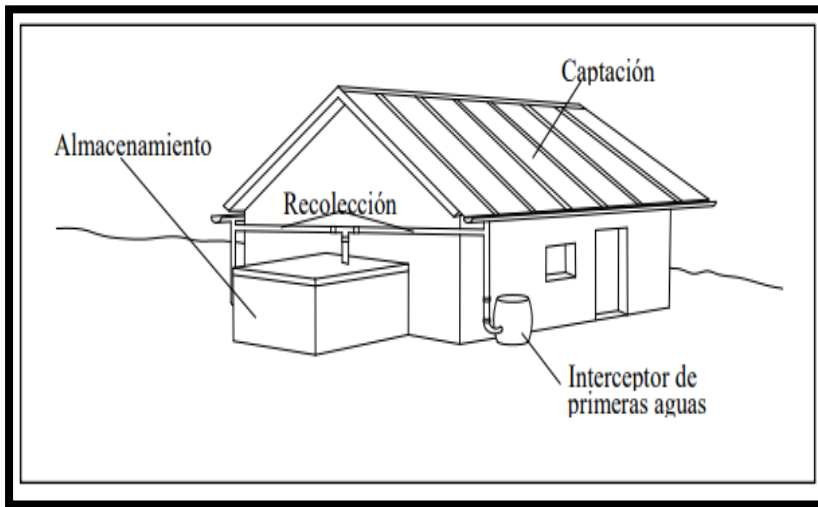 Captación
Almacenamiento
Recolección
Interceptor de
primeras aguas